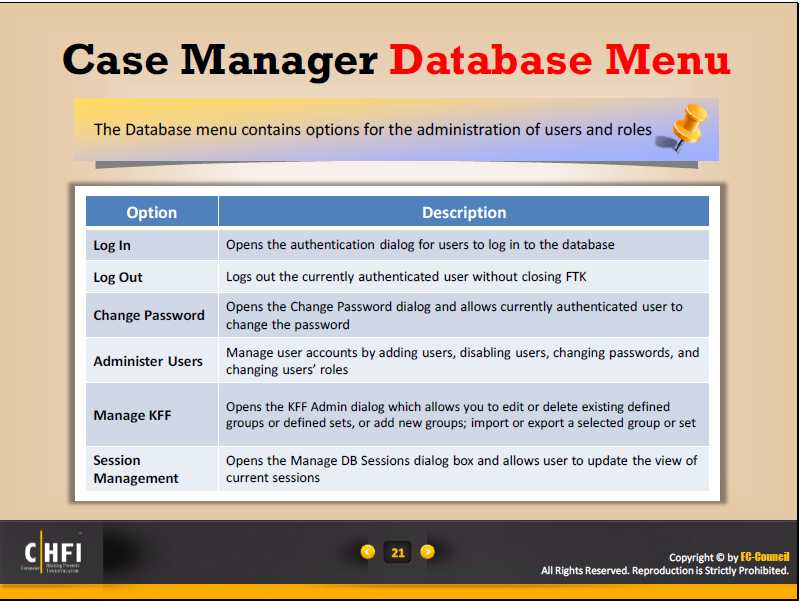 Case Manager Database Menu
The Database menu contains options for the administration of users and roles
Option Description
Log In Opens the authentication dialog for users to log in to the database
Log Out Logs out the currently authenticated user without closing FTK
Change Password Opens the Change Password dialog and allows currently authenticated user to
change the password
Administer Users Manage user accounts by adding users, disabling users, changing passwords, and
changing users' roles
Manage KFF Opens the KFF Admin dialog which allows you to edit or delete existing defined
groups or defined sets, or add new groups; import or export a selected group or set
Session
Management
Opens the Manage DB Sessions dialog box and allows user to update the view of
current sessions
CHFI
Computer Hacking Forensic
INVESTIGATOR
21
Copyright © by EC-Council
All Rights Reserved. Reproduction is Strictly Prohibited.